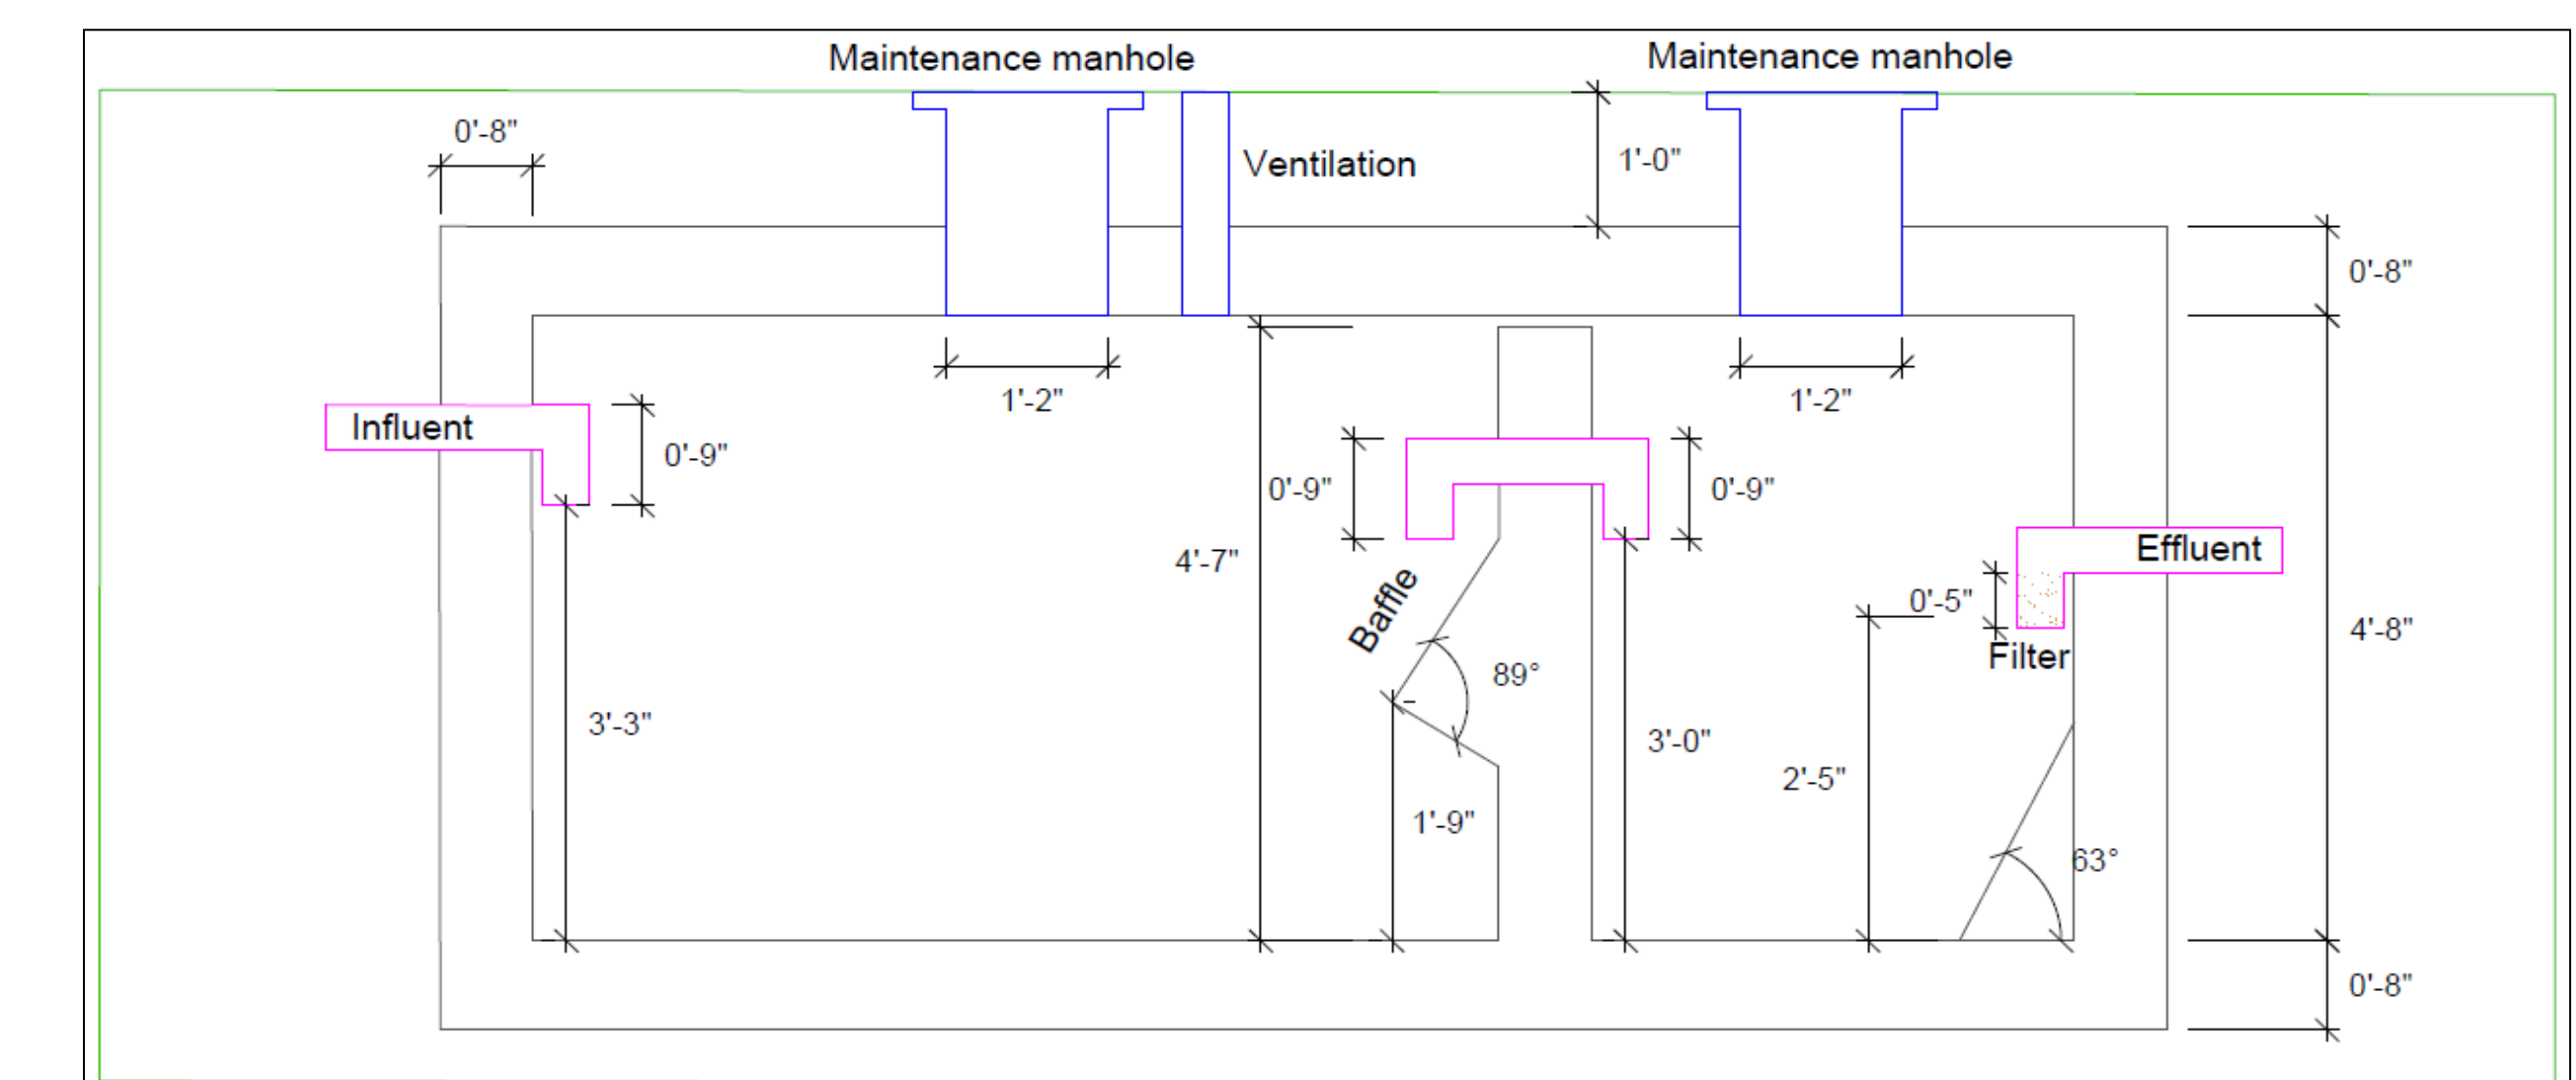 Maintenance manhole
Maintenance manhole
0'-8"
Ventilation
1'-0"
0'-8"
1'-2"
1'-2"
Influent
0'-9"
0'-9"
0'-9"
4'-7"
Effluent
Baffle
0'-5"
4'-8"
Filter
89°
3'-3"
3'-0"
2'-5"
1'-9"
63°
0'-8"